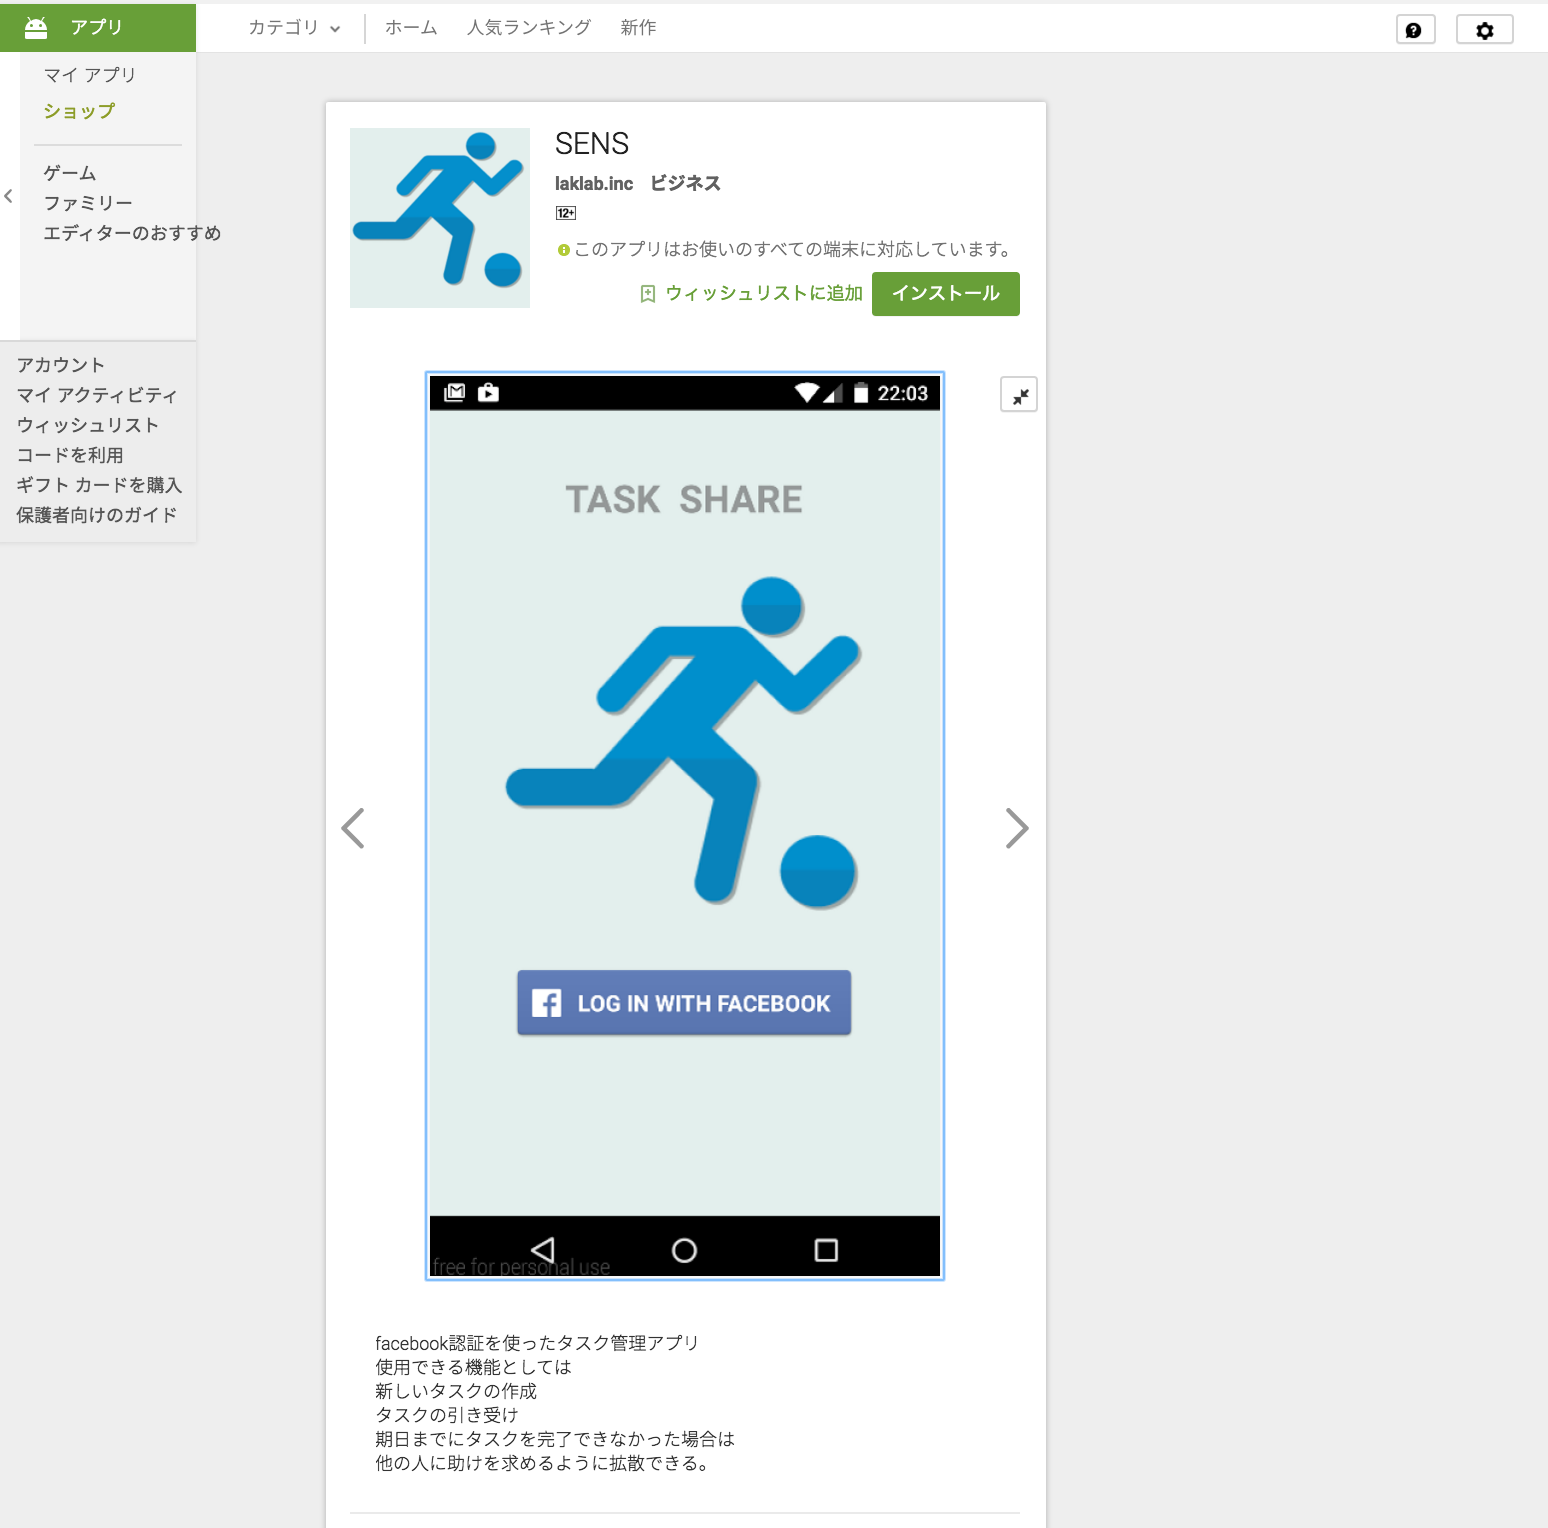 アプリ
カテゴリ
ホーム
人気ランキング
新作
マイ アプリ
ショップ
ゲーム
ファミリー
エディターのおすすめ
アカウント
マイ アクティビティ
ウィッシュリスト
コードを利用
ギフト カードを購入
保護者向けのガイド
SENS
laklab.inc ビジネス
12+
このアプリはお使いのすべての端末に対応しています。
ウィッシュリストに追加
インストール
22:03
TASK SHARE
LOG IN WITH FACEBOOK
free for personal use
facebook認証を使ったタスク管理アプリ
使用できる機能としては
新しいタスクの作成
タスクの引き受け
期日までにタスクを完了できなかった場合は
他の人に助けを求めるように拡散できる。